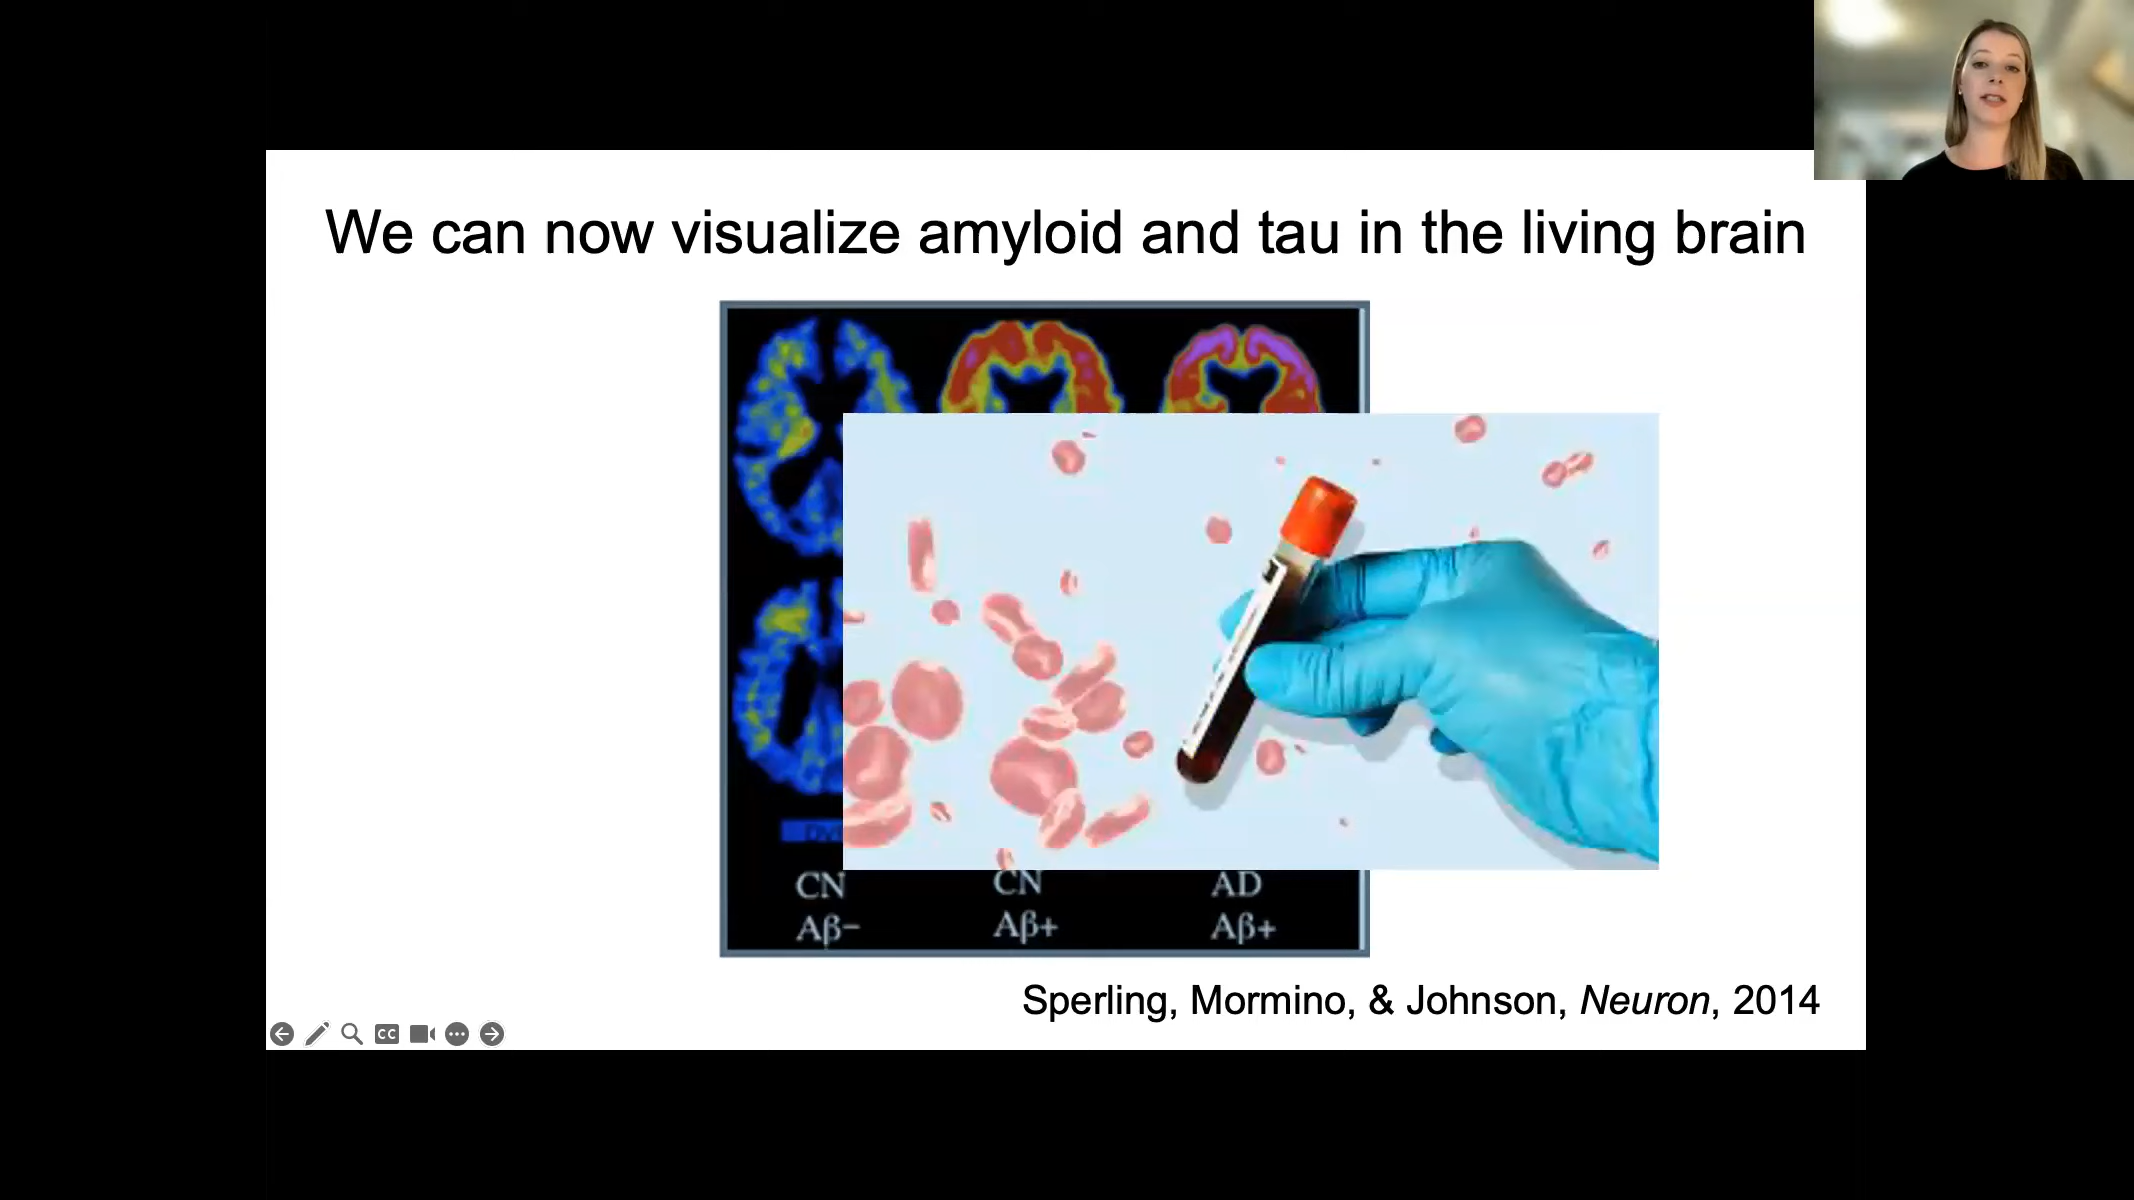 We can now visualize amyloid and tau in the living brain
CN CN AD
Aβ− Aβ+ Aβ+
Sperling, Mormino, & Johnson, Neuron, 2014
CC